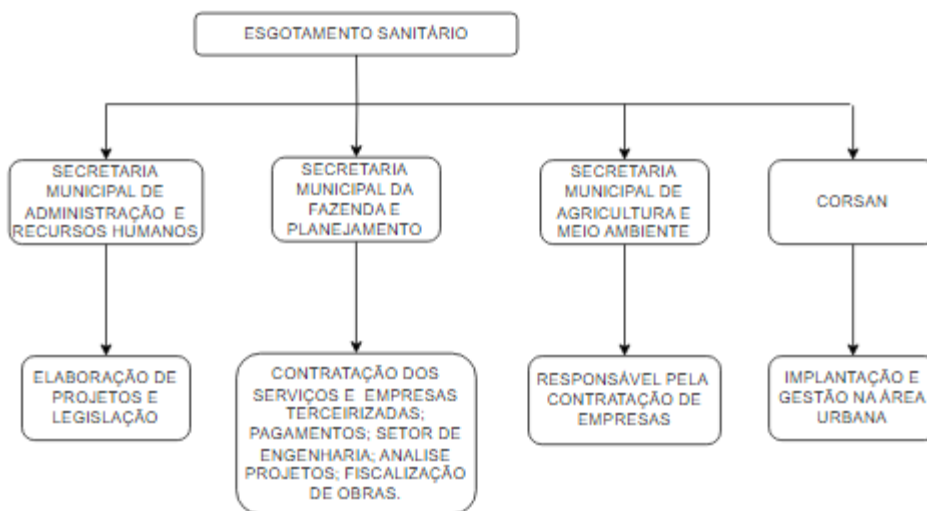 ESGOTAMENTO SANITÁRIO
SECRETARIA
MUNICIPAL DE
ADMINISTRAÇÃO E
RECURSOS HUMANOS
SECRETARIA
MUNICIPAL DA
FAZENDA E
PLANEJAMENTO
SECRETARIA
MUNICIPAL DE
AGRICULTURA E
MEIO AMBIENTE
CORSAN
ELABORAÇÃO DE
PROJETOS E
LEGISLAÇÃO
CONTRATAÇÃO DOS
SERVIÇOS E EMPRESAS
TERCEIRIZADAS;
PAGAMENTOS; SETOR DE
ENGENHARIA; ANALISE
PROJETOS; FISCALIZAÇÃO
DE OBRAS.
RESPONSÁVEL PELA
CONTRATAÇÃO DE
EMPRESAS
IMPLANTAÇÃO E
GESTÃO NA ÁREA
URBANA